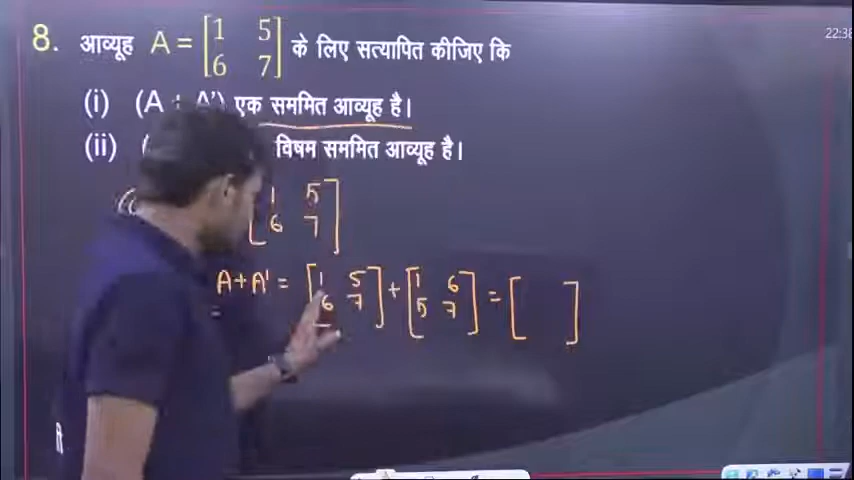 8. आव्यूह A = [1 5 6 7] के लिए सत्यापित कीजिए कि
(i) (A + A') एक सममित आव्यूह है।
(ii) ( विषम सममित आव्यूह है।
1 5
6 7
A+A' = [1 5 6 7] + [1 6 5 7] = [ ]
22:38